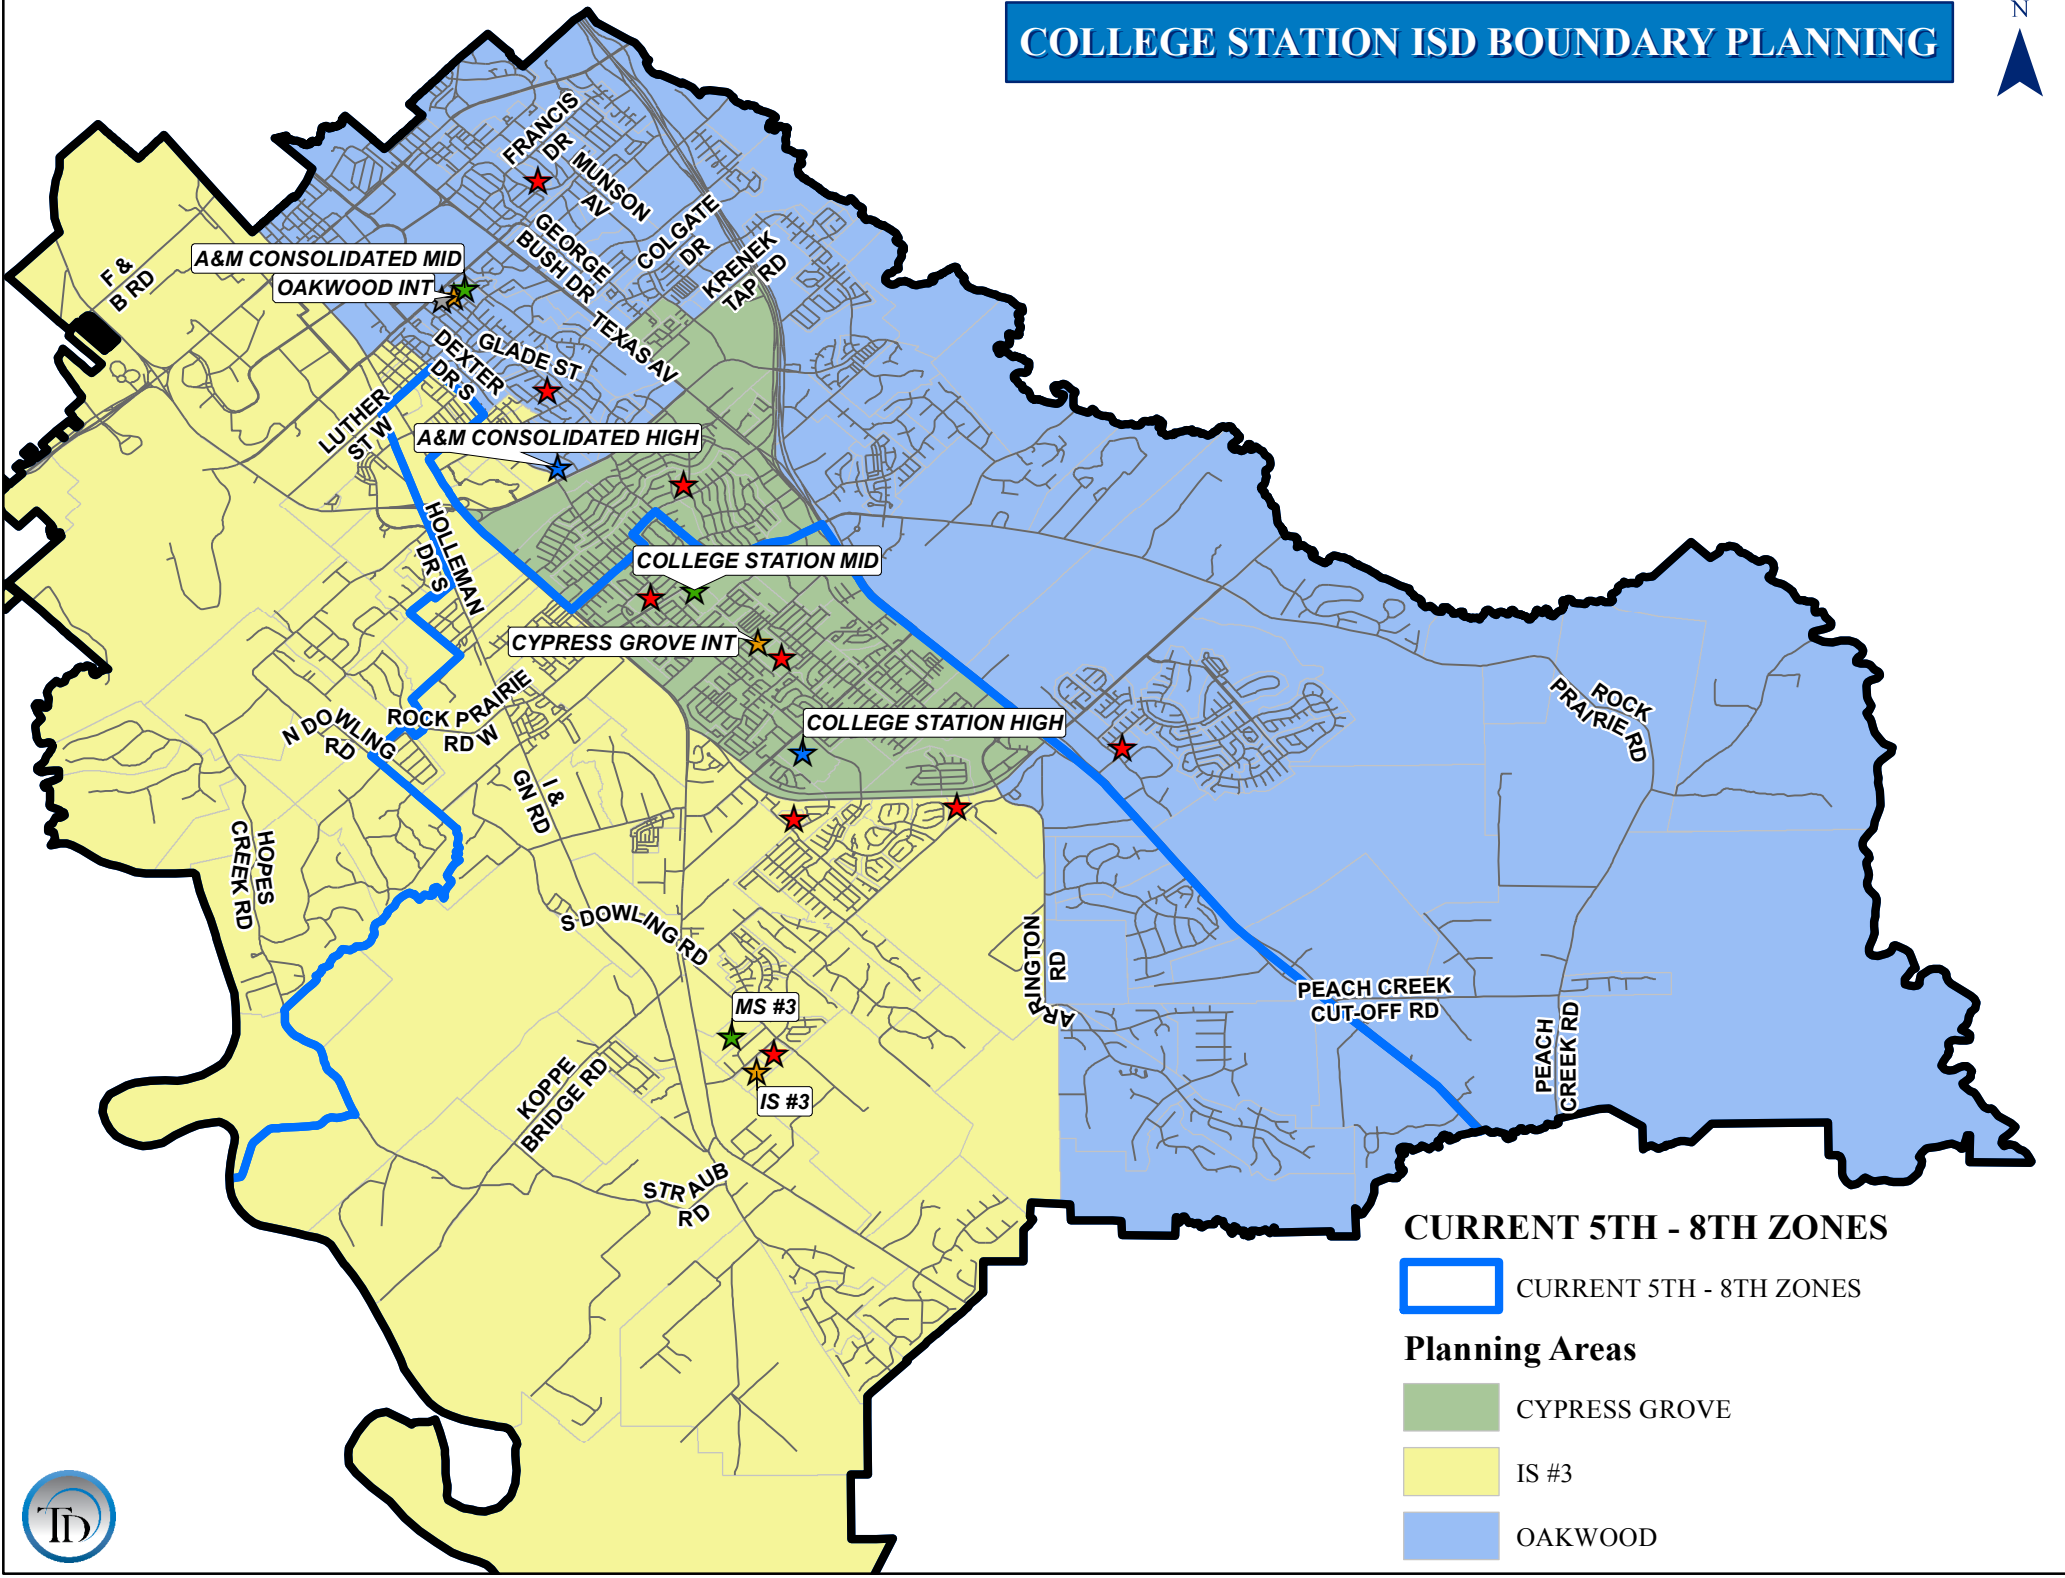 COLLEGE STATION ISD BOUNDARY PLANNING
N
FRANCIS
DR
MUNSON
AV
COLGATE
DR
GEORGE
BUSH DR
KRENEK
TAP RD
F &
B RD
A&M CONSOLIDATED MID
OAKWOOD INT
TEXAS AV
GLADE ST
DEXTER
DR S
LUTHER
ST W
A&M CONSOLIDATED HIGH
HOLLEMAN
DR S
COLLEGE STATION MID
CYPRESS GROVE INT
ROCK PRAIRIE
RD W
N DOWLING
RD
COLLEGE STATION HIGH
ROCK
PRAIRIE RD
I &
GN RD
HOPES
CREEK RD
S DOWLING RD
ARRINGTON
RD
ARR
PEACH CREEK
CUT-OFF RD
PEACH
CREEK RD
MS #3
IS #3
KOPPE
BRIDGE RD
STRAUB
RD
CURRENT 5TH - 8TH ZONES
CURRENT 5TH - 8TH ZONES
Planning Areas
CYPRESS GROVE
IS #3
OAKWOOD
TD